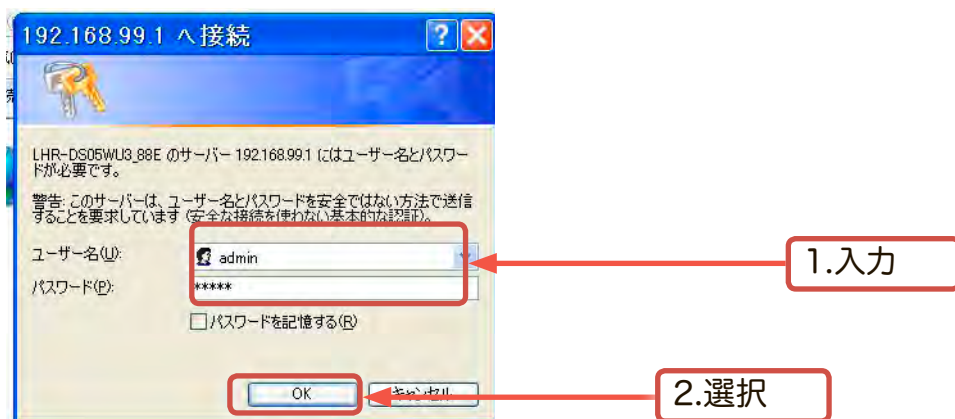 192.168.99.1 へ接続
LHR-DS05WU3_88E のサーバー 192.168.99.1 にはユーザー名とパスワー
ドが必要です。
警告: このサーバーは、ユーザー名とパスワードを安全ではない方法で送信
することを要求しています (安全な接続を使わない基本的な認証)。
ユーザー名(U):
admin
1.入力
パスワード(P):
*****
パスワードを記憶する(R)
OK
キャンセル
2.選択